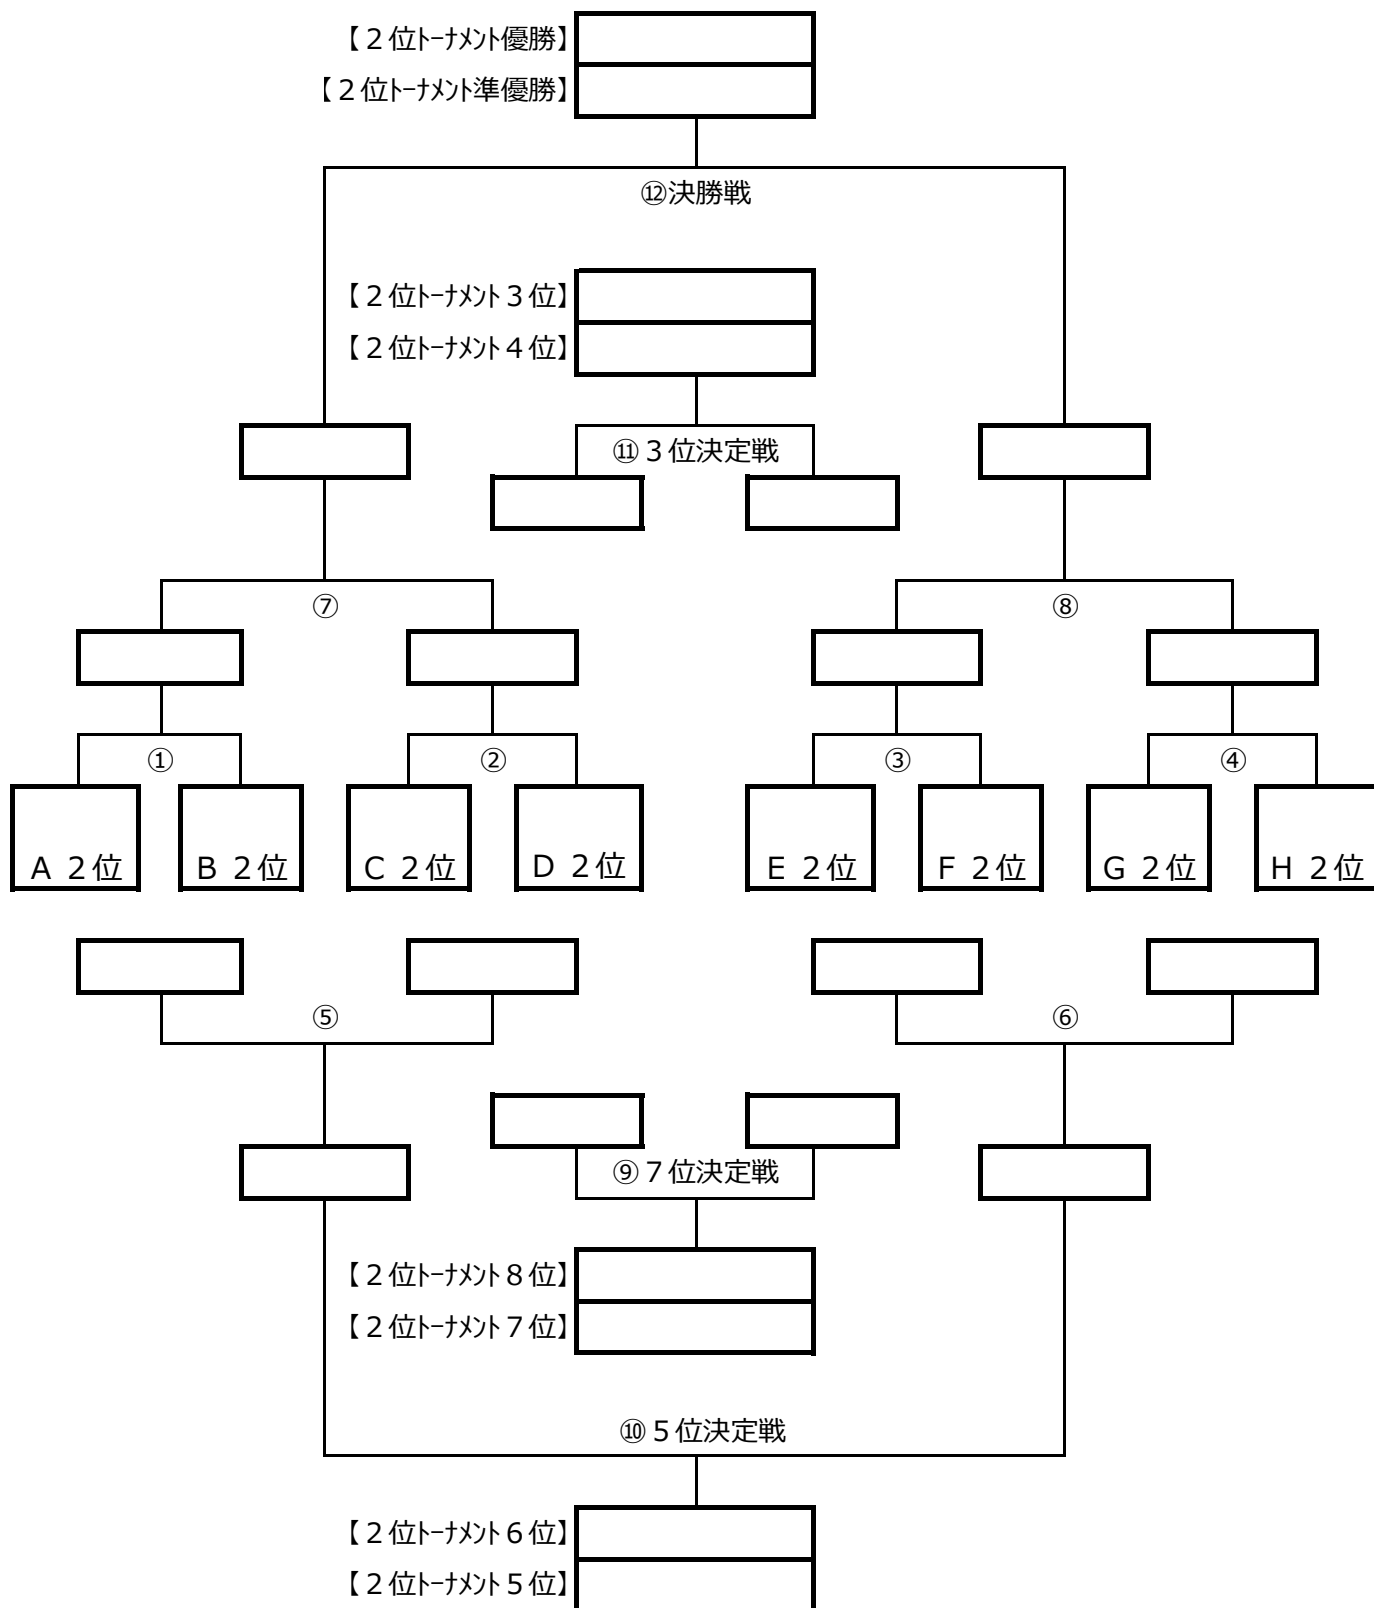 【２位ﾄｰﾅﾒﾝﾄ優勝】
【２位ﾄｰﾅﾒﾝﾄ準優勝】
⑫決勝戦
【２位ﾄｰﾅﾒﾝﾄ３位】
【２位ﾄｰﾅﾒﾝﾄ４位】
⑪３位決定戦
⑦ ⑧
① ② ③ ④
A ２位 B ２位 C ２位 D ２位 E ２位 F ２位 G ２位 H ２位
⑤ ⑥
⑨７位決定戦
【２位ﾄｰﾅﾒﾝﾄ８位】
【２位ﾄｰﾅﾒﾝﾄ７位】
⑩５位決定戦
【２位ﾄｰﾅﾒﾝﾄ６位】
【２位ﾄｰﾅﾒﾝﾄ５位】